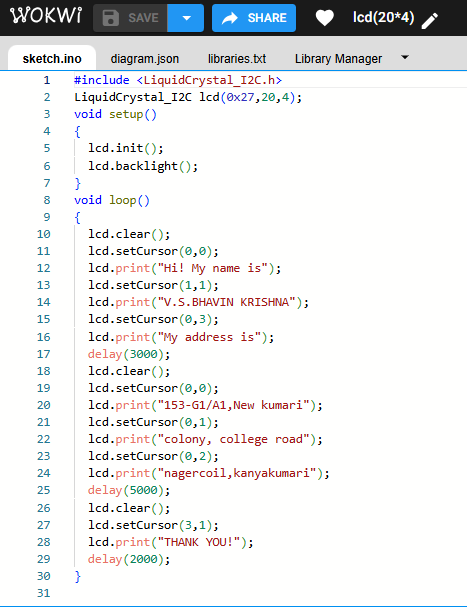 WOKWI SAVE SHARE lcd(20*4)
sketch.ino diagram.json libraries.txt Library Manager
1 #include <LiquidCrystal_I2C.h>
2 LiquidCrystal_I2C lcd(0x27,20,4);
3 void setup()
4 {
5   lcd.init();
6   lcd.backlight();
7 }
8 void loop()
9 {
10   lcd.clear();
11   lcd.setCursor(0,0);
12   lcd.print("Hi! My name is");
13   lcd.setCursor(1,1);
14   lcd.print("V.S.BHAVIN KRISHNA");
15   lcd.setCursor(0,3);
16   lcd.print("My address is");
17   delay(3000);
18   lcd.clear();
19   lcd.setCursor(0,0);
20   lcd.print("153-G1/A1,New kumari");
21   lcd.setCursor(0,1);
22   lcd.print("colony, college road");
23   lcd.setCursor(0,2);
24   lcd.print("nagercoil,kanyakumari");
25   delay(5000);
26   lcd.clear();
27   lcd.setCursor(3,1);
28   lcd.print("THANK YOU!");
29   delay(2000);
30 }
31